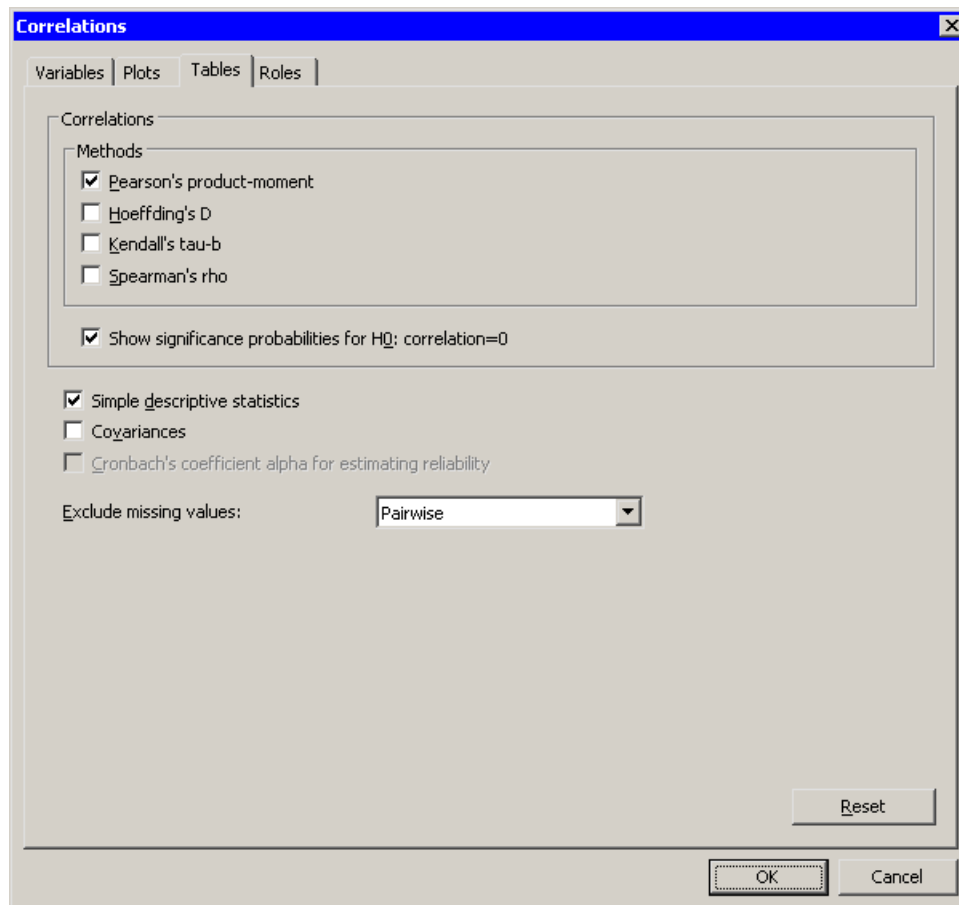 Correlations
Variables Plots Tables Roles
Correlations
Methods
Pearson's product-moment
Hoeffding's D
Kendall's tau-b
Spearman's rho
Show significance probabilities for H0: correlation=0
Simple descriptive statistics
Covariances
Cronbach's coefficient alpha for estimating reliability
Exclude missing values: Pairwise
Reset
OK Cancel